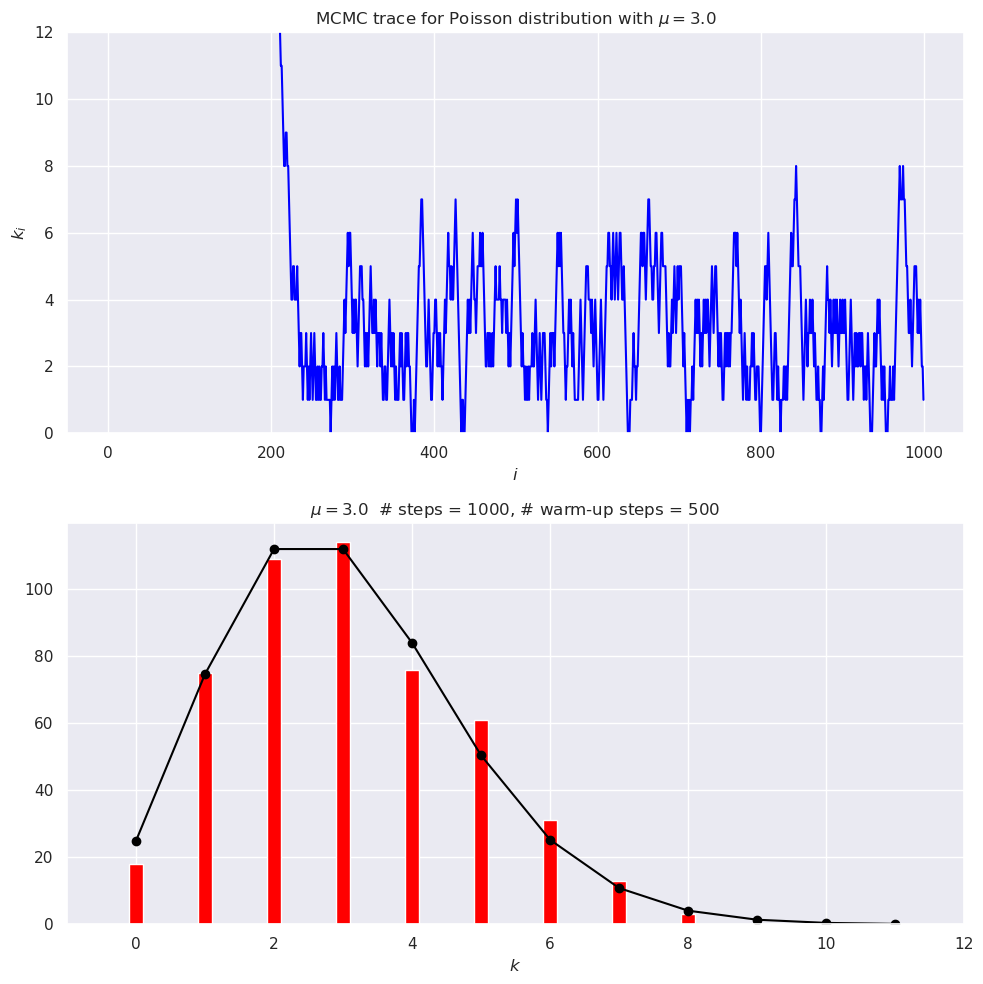 MCMC trace for Poisson distribution with μ = 3.0
12
10
8
6
4
2
0
k_i
0 200 400 600 800 1000
i
μ = 3.0 # steps = 1000, # warm-up steps = 500
100
80
60
40
20
0
0 2 4 6 8 10 12
k